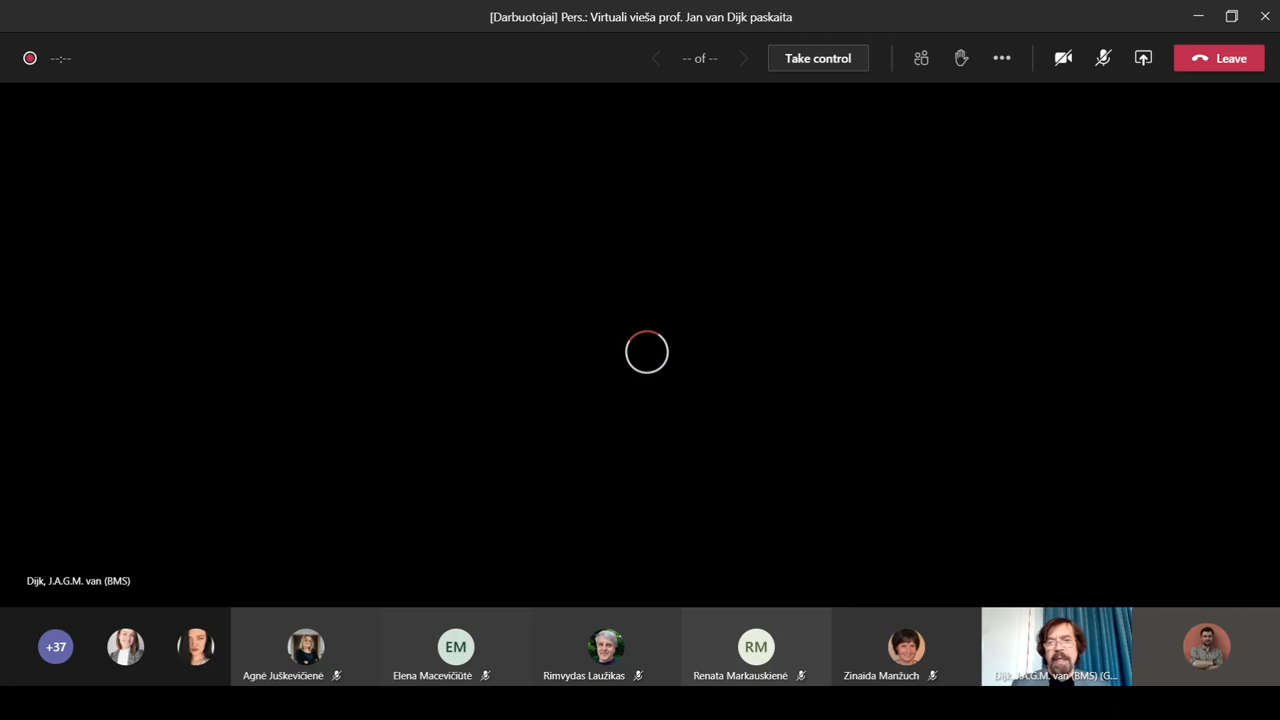 [Darbuotojai] Pers.: Virtuali vieša prof. Jan van Dijk paskaita
--:--
-- of --
Take control
Leave
Dijk, J.A.G.M. van (BMS)
+37
EM
RM
Agnė Juškevičienė
Elena Macevičiūtė
Rimvydas Laužikas
Renata Markauskienė
Zinaida Manžuch
Dijk, J.A.G.M. van (BMS) (G...